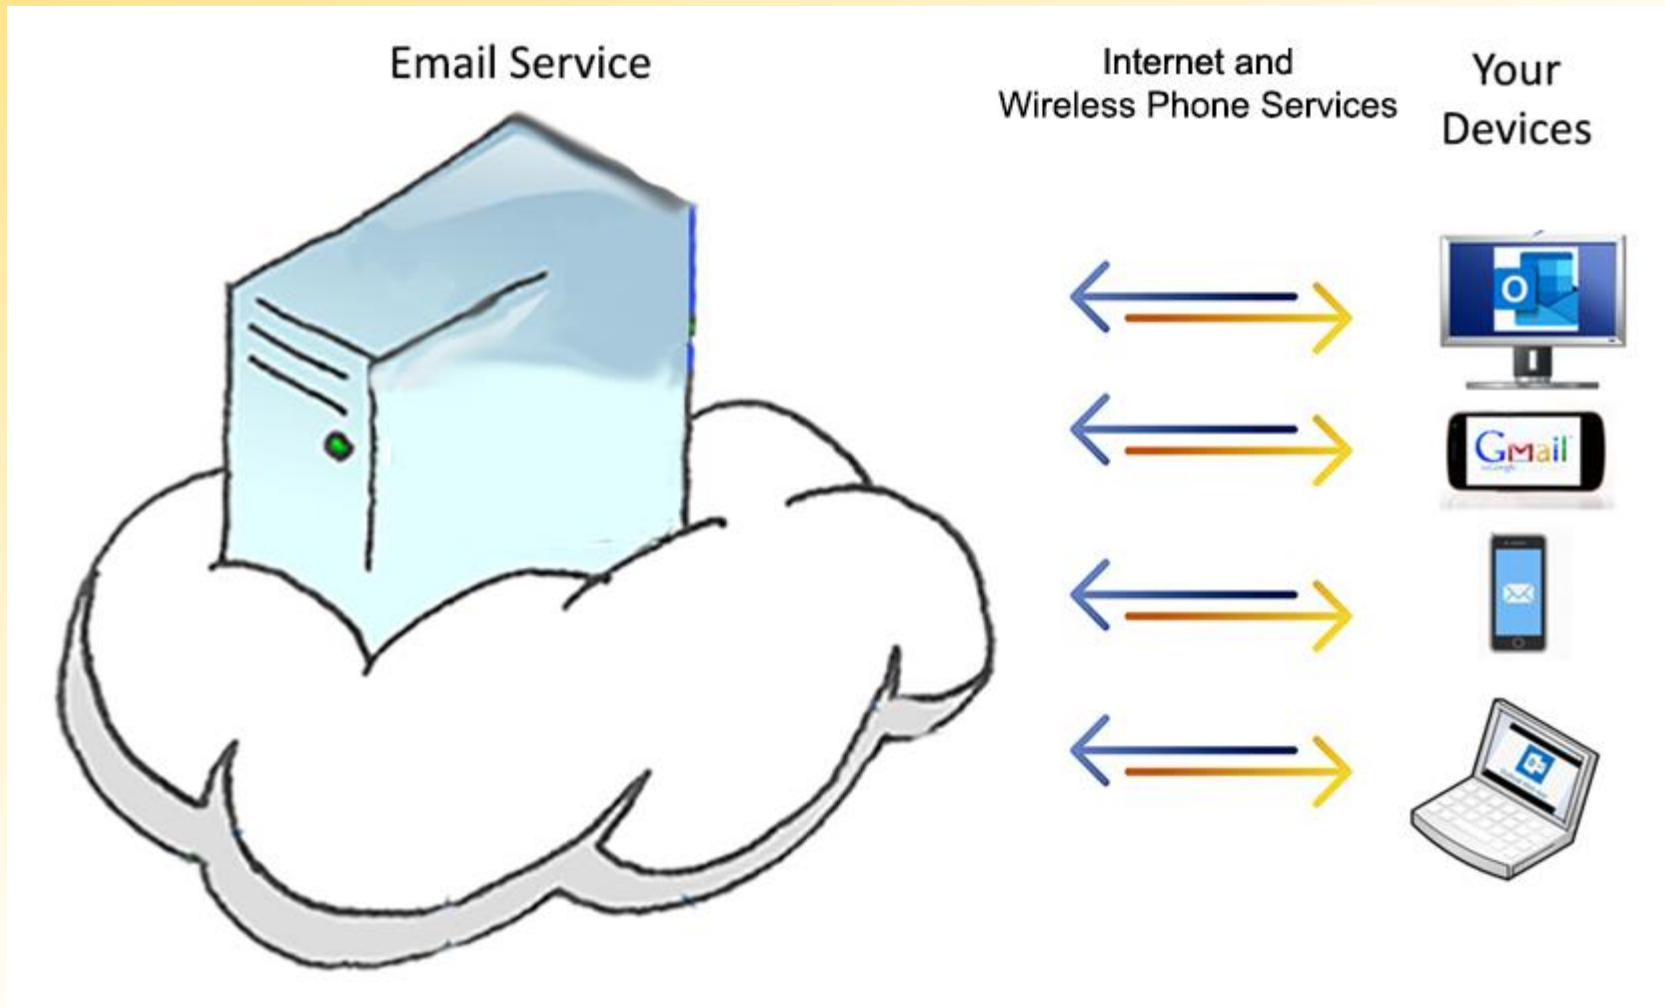 Email Service
Internet and
Wireless Phone Services
Your
Devices
O
Gmail